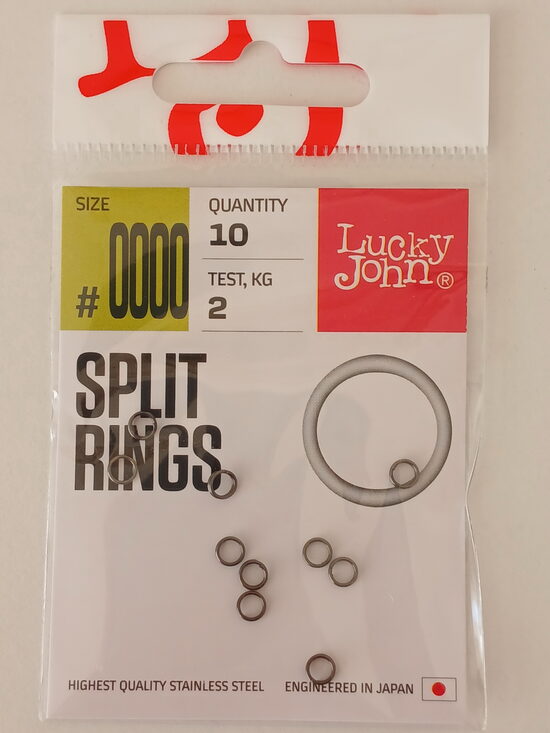 SIZE
# 0000
QUANTITY
10
TEST, KG
2
Lucky
John ®
SPLIT
RINGS
HIGHEST QUALITY STAINLESS STEEL
ENGINEERED IN JAPAN